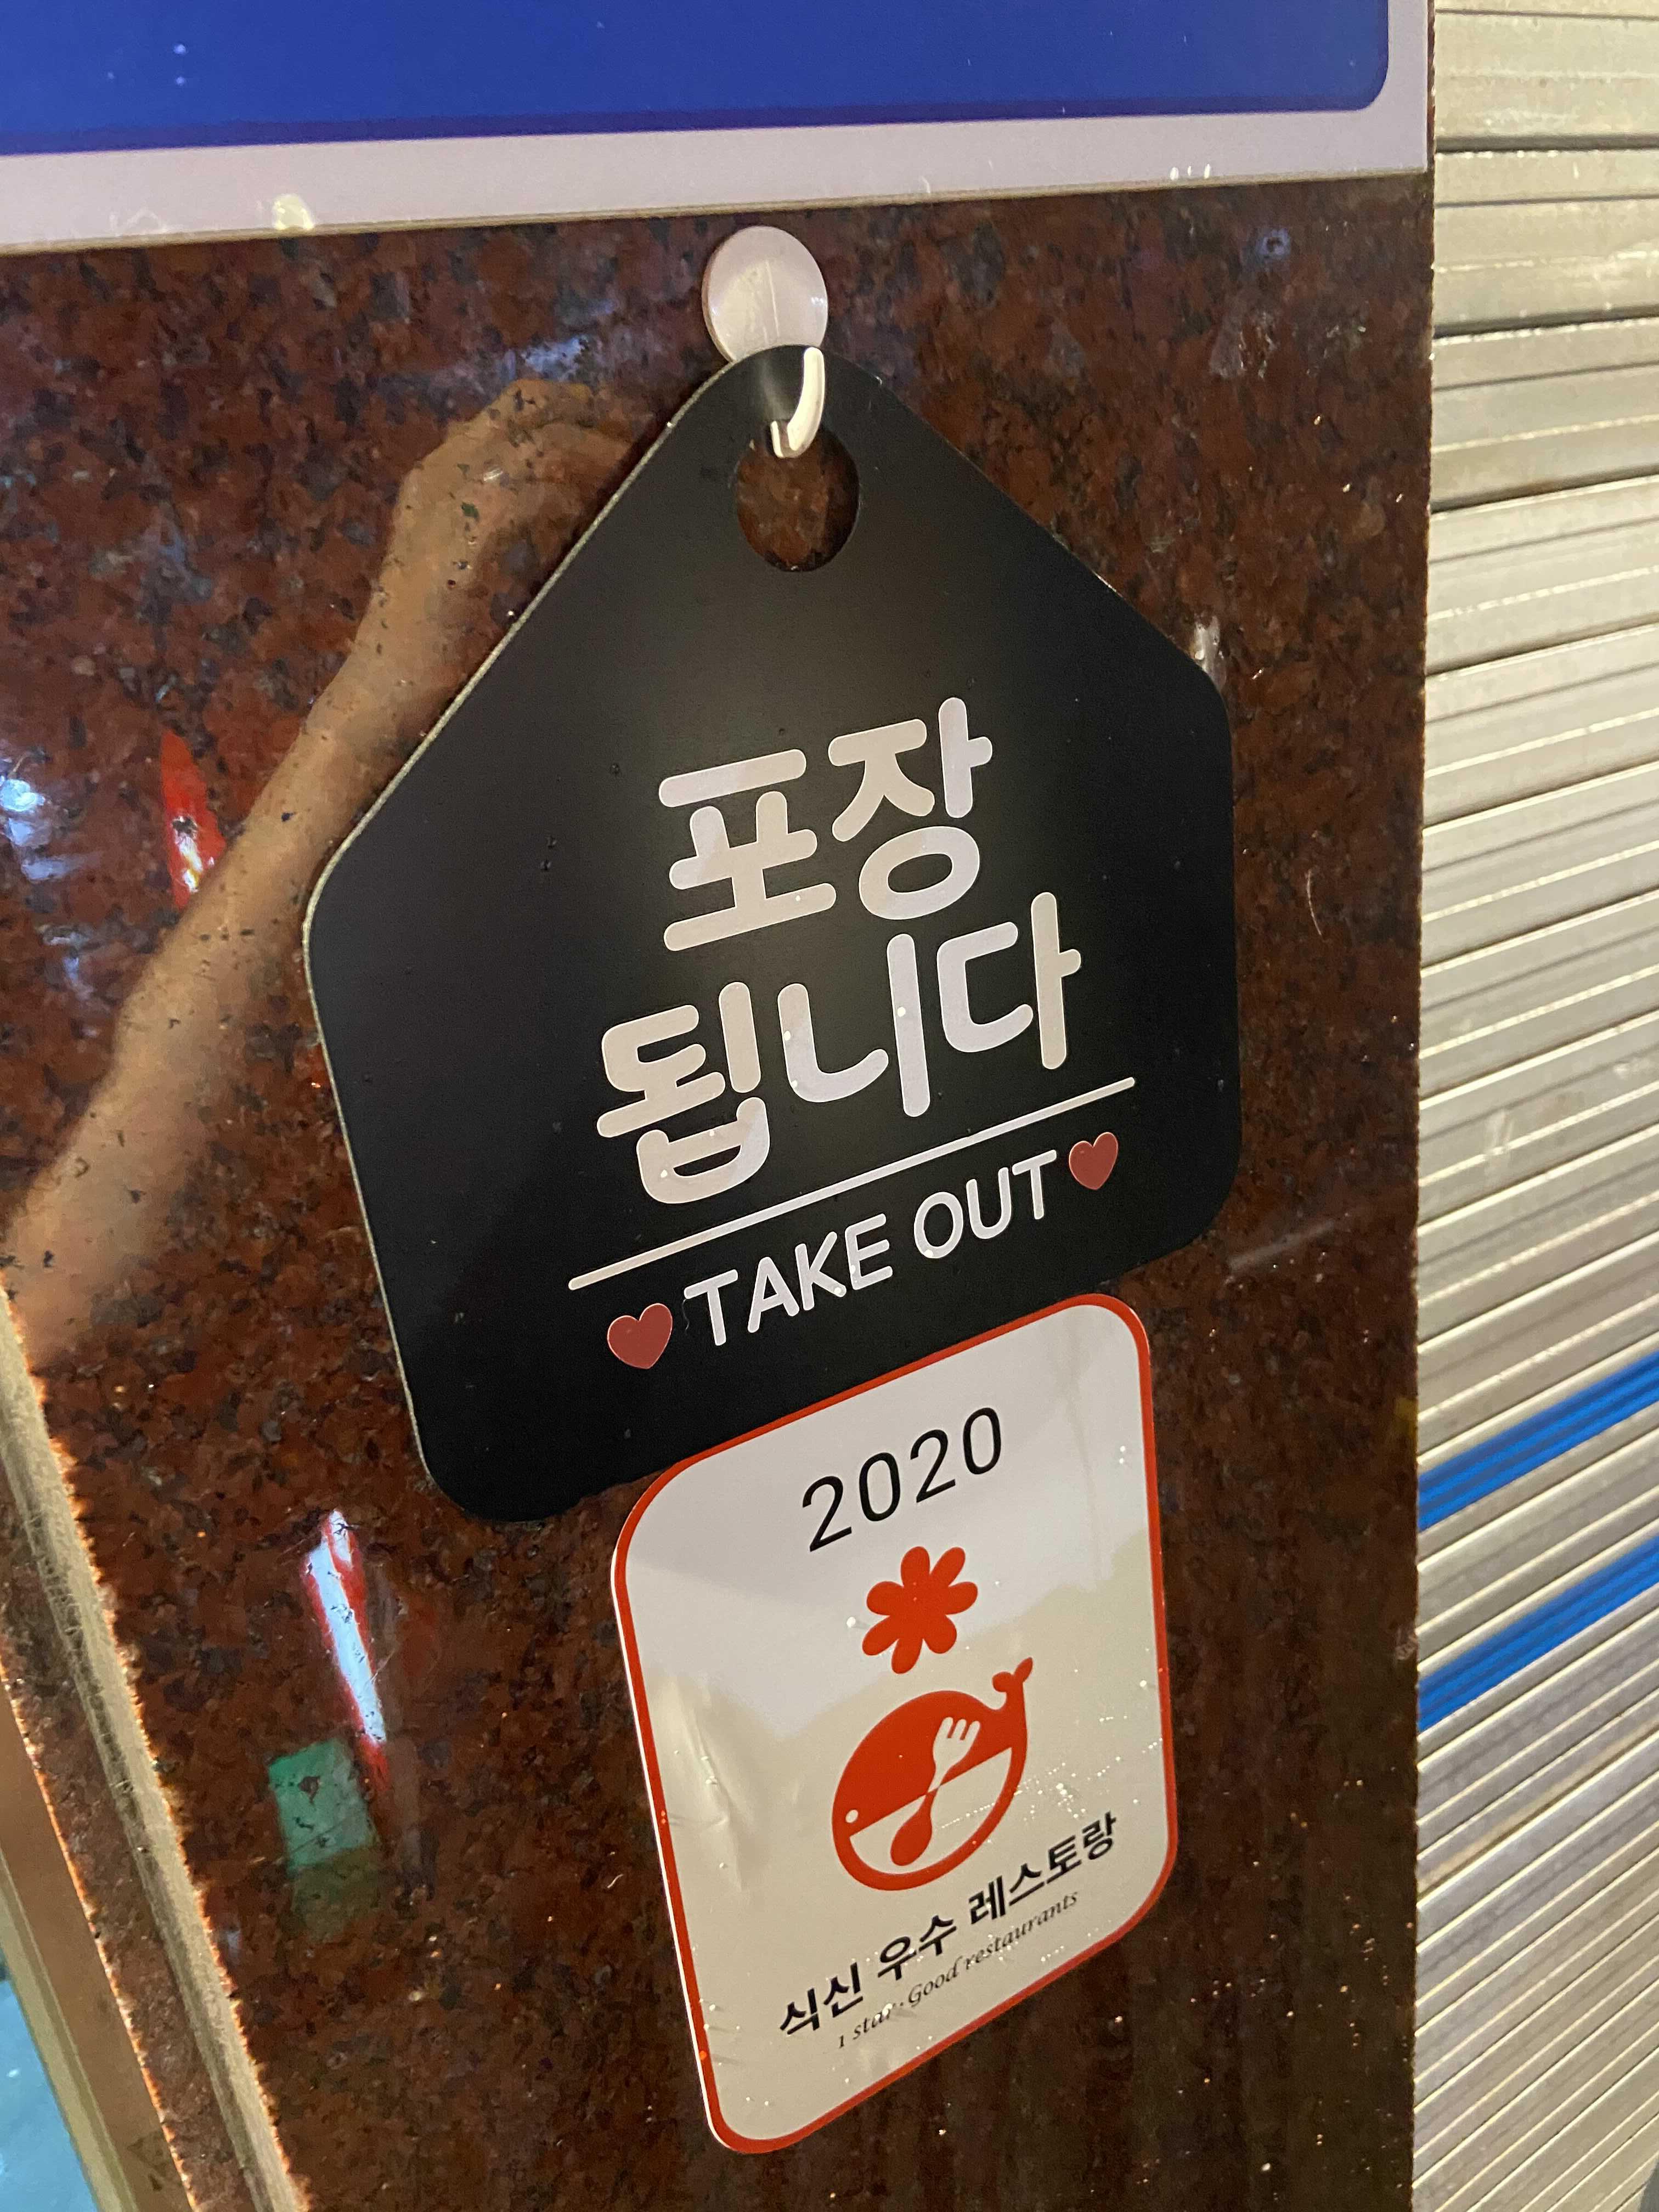 포장
됩니다
TAKE OUT
2020
식신 우수 레스토랑
1 star·Good restaurants